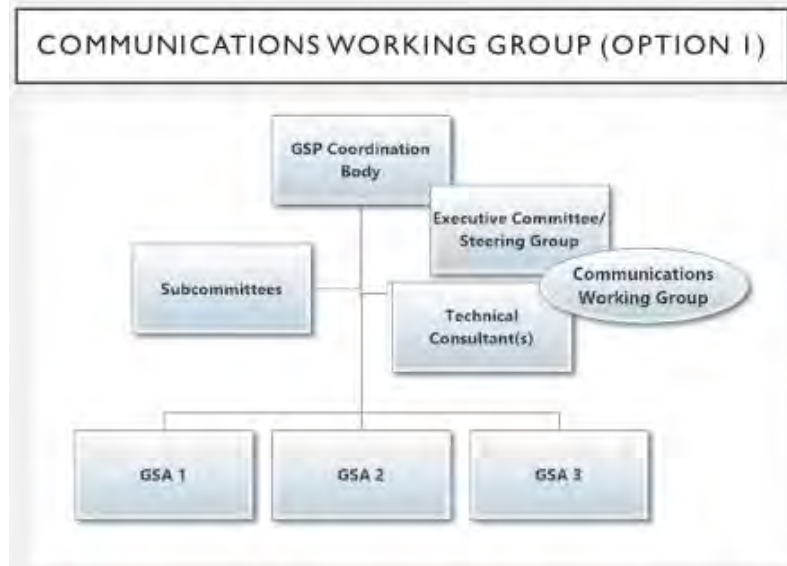 COMMUNICATIONS WORKING GROUP (OPTION 1)
GSP Coordination
Body
Executive Committee/
Steering Group
Subcommittees
Communications
Working Group
Technical
Consultant(s)
GSA 1
GSA 2
GSA 3